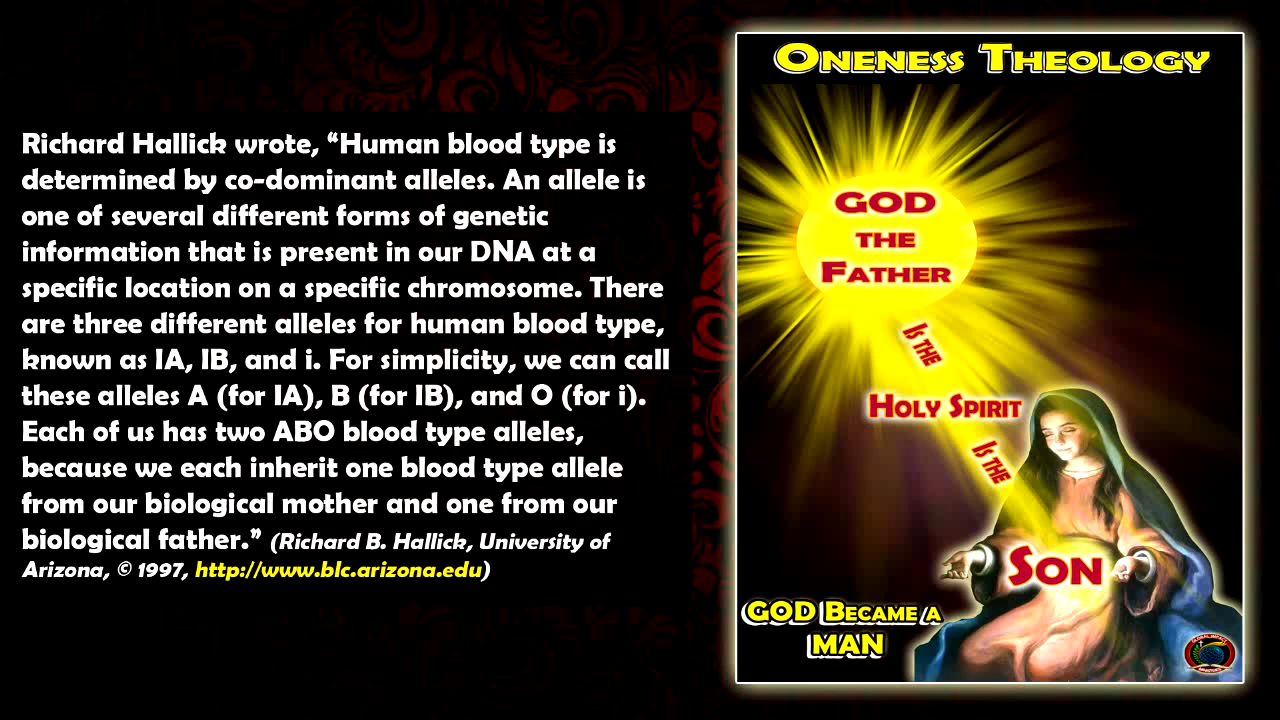 Richard Hallick wrote, “Human blood type is
determined by co-dominant alleles. An allele is
one of several different forms of genetic
information that is present in our DNA at a
specific location on a specific chromosome. There
are three different alleles for human blood type,
known as IA, IB, and i. For simplicity, we can call
these alleles A (for IA), B (for IB), and O (for i).
Each of us has two ABO blood type alleles,
because we each inherit one blood type allele
from our biological mother and one from our
biological father.” (Richard B. Hallick, University of
Arizona, © 1997, http://www.blc.arizona.edu)
ONENESS THEOLOGY
GOD
THE
FATHER
IS THE
HOLY SPIRIT
IS THE
SON
GOD BECAME A
MAN